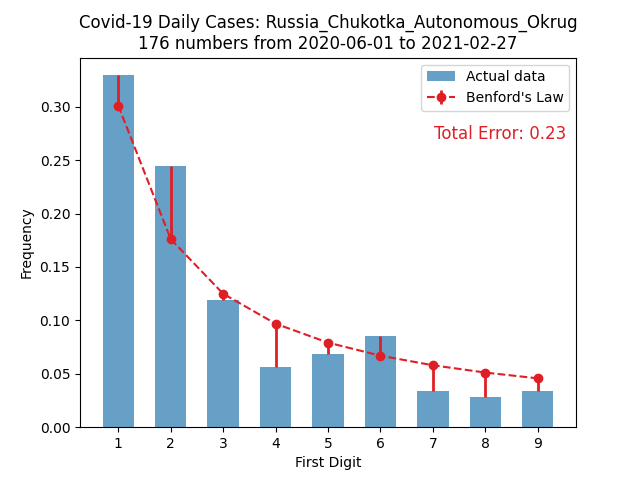 Covid-19 Daily Cases: Russia_Chukotka_Autonomous_Okrug
176 numbers from 2020-06-01 to 2021-02-27
Actual data
Benford's Law
Total Error: 0.23
Frequency
0.30
0.25
0.20
0.15
0.10
0.05
0.00
1 2 3 4 5 6 7 8 9
First Digit